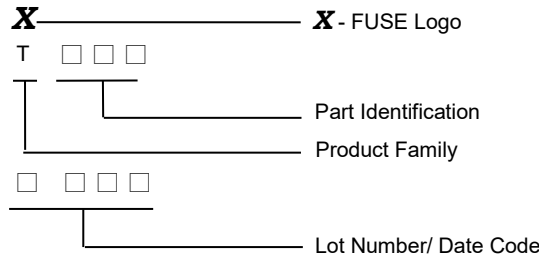 X X - FUSE Logo
T □ □ □
Part Identification
Product Family
□ □ □ □
Lot Number/ Date Code